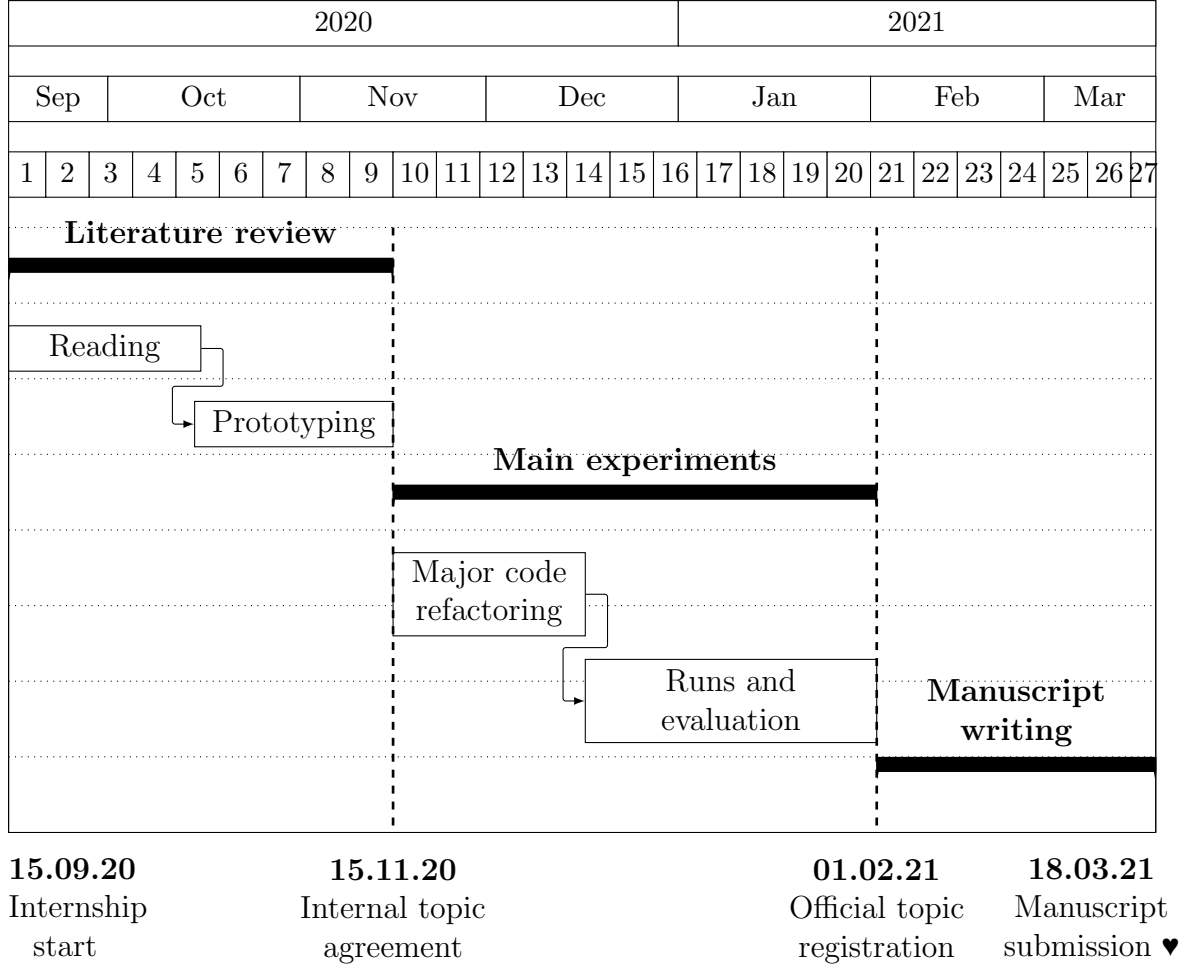 2020 2021
Sep Oct Nov Dec Jan Feb Mar
1 2 3 4 5 6 7 8 9 10 11 12 13 14 15 16 17 18 19 20 21 22 23 24 25 26 27
Literature review
Reading
Prototyping
Main experiments
Major code
refactoring
Runs and
evaluation
Manuscript
writing
15.09.20
Internship
start
15.11.20
Internal topic
agreement
01.02.21
Official topic
registration
18.03.21
Manuscript
submission ♥